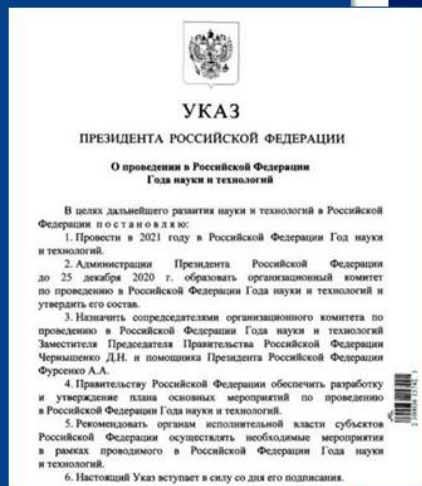 УКАЗ
ПРЕЗИДЕНТА РОССИЙСКОЙ ФЕДЕРАЦИИ
О проведении в Российской Федерации
Года науки и технологий
В целях дальнейшего развития науки и технологий в Российской
Федерации п о с т а н о в л я ю:
1. Провести в 2021 году в Российской Федерации Год науки
и технологий.
2. Администрации Президента Российской Федерации
до 25 декабря 2020 г. образовать организационный комитет
по проведению в Российской Федерации Года науки и технологий и
утвердить его состав.
3. Назначить сопредседателями организационного комитета по
проведению в Российской Федерации Года науки и технологий
Заместителя Председателя Правительства Российской Федерации
Чернышенко Д.Н. и помощника Президента Российской Федерации
Фурсенко А.А.
4. Правительству Российской Федерации обеспечить разработку
и утверждение плана основных мероприятий по проведению
в Российской Федерации Года науки и технологий.
5. Рекомендовать органам исполнительной власти субъектов
Российской Федерации осуществлять необходимые мероприятия
в рамках проводимого в Российской Федерации Года науки
и технологий.
6. Настоящий Указ вступает в силу со дня его подписания.